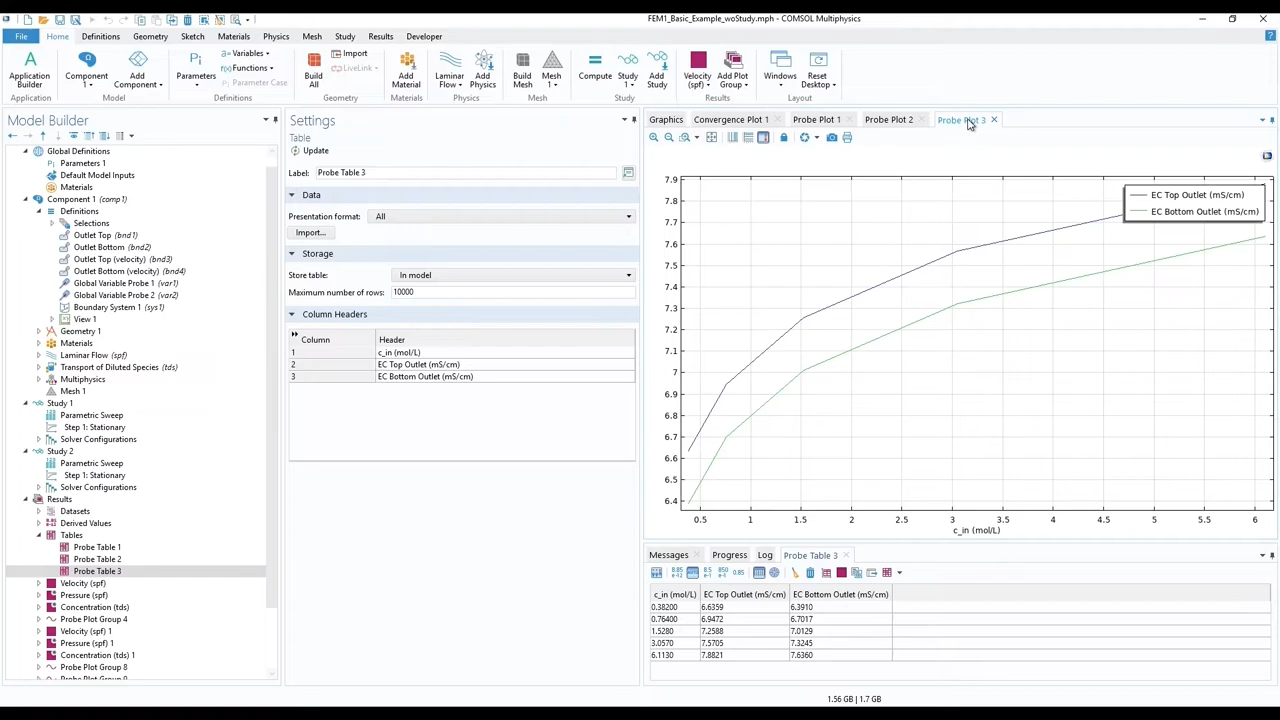 FEM1_Basic_Example_woStudy.mph - COMSOL Multiphysics
File Home Definitions Geometry Sketch Materials Physics Mesh Study Results Developer
Application Builder
Component 1
Add Component
Parameters
Variables
Functions
Parameter Case
Build All
Import
LiveLink
Add Material
Laminar Flow
Add Physics
Build Mesh
Mesh 1
Compute
Study 1
Add Study
Velocity (spf)
Add Plot Group
Windows
Reset Desktop
Application Model Definitions Geometry Materials Physics Mesh Study Results Layout
Model Builder
Global Definitions
Parameters 1
Default Model Inputs
Materials
Component 1 (comp1)
Definitions
Selections
Outlet Top (bnd1)
Outlet Bottom (bnd2)
Outlet Top (velocity) (bnd3)
Outlet Bottom (velocity) (bnd4)
Global Variable Probe 1 (var1)
Global Variable Probe 2 (var2)
Boundary System 1 (sys1)
View 1
Geometry 1
Materials
Laminar Flow (spf)
Transport of Diluted Species (tds)
Multiphysics
Mesh 1
Study 1
Parametric Sweep
Step 1: Stationary
Solver Configurations
Study 2
Parametric Sweep
Step 1: Stationary
Solver Configurations
Results
Datasets
Derived Values
Tables
Probe Table 1
Probe Table 2
Probe Table 3
Velocity (spf)
Pressure (spf)
Concentration (tds)
Probe Plot Group 4
Velocity (spf) 1
Pressure (spf) 1
Concentration (tds) 1
Probe Plot Group 8
Probe Plot Group 9
Settings
Table
Update
Label: Probe Table 3
Data
Presentation format: All
Import...
Storage
Store table: In model
Maximum number of rows: 10000
Column Headers
Column Header
1 c_in (mol/L)
2 EC Top Outlet (mS/cm)
3 EC Bottom Outlet (mS/cm)
Graphics Convergence Plot 1 Probe Plot 1 Probe Plot 2 Probe Plot 3
EC Top Outlet (mS/cm)
EC Bottom Outlet (mS/cm)
7.9
7.8
7.7
7.6
7.5
7.4
7.3
7.2
7.1
7
6.9
6.8
6.7
6.6
6.5
6.4
0.5 1 1.5 2 2.5 3 3.5 4 4.5 5 5.5 6
c_in (mol/L)
Messages Progress Log Probe Table 3
8.85 e-12 8.5 e-1 850 e-3 0.85
c_in (mol/L) EC Top Outlet (mS/cm) EC Bottom Outlet (mS/cm)
0.38200 6.6359 6.3910
0.76400 6.9472 6.7017
1.5280 7.2588 7.0129
3.0570 7.5705 7.3245
6.1130 7.8821 7.6360
1.56 GB | 1.7 GB